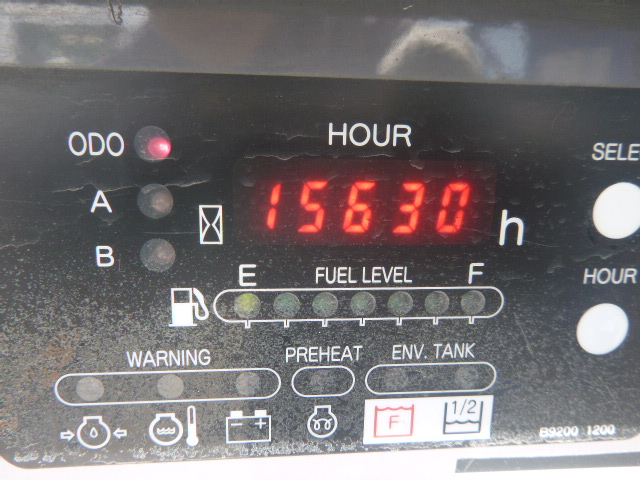 HOUR
ODO
SELE
A
15630 h
B
HOUR
E FUEL LEVEL F
WARNING PREHEAT ENV. TANK
F 1/2
B9200 1200